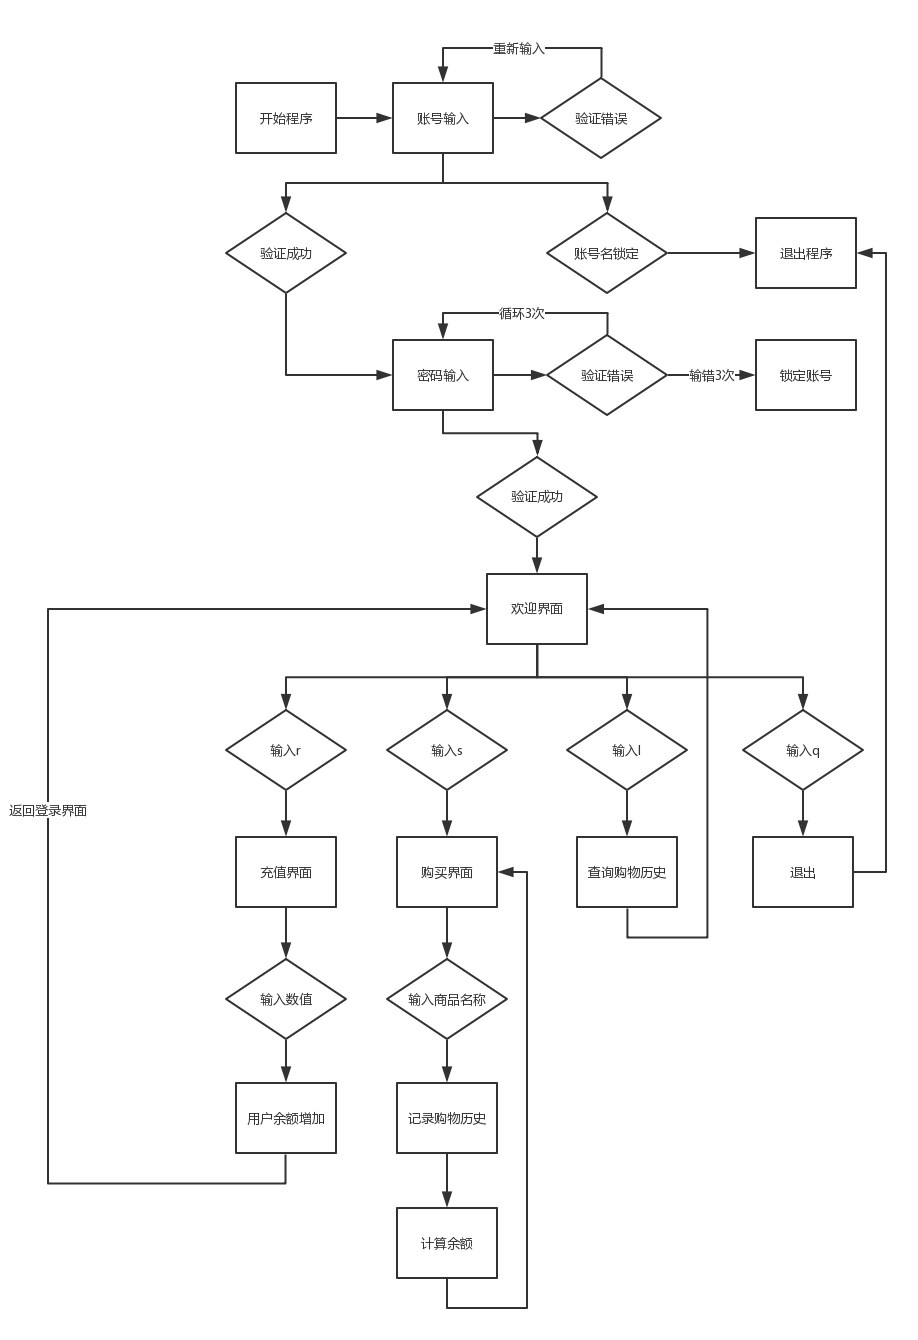 重新输入
开始程序
账号输入
验证错误
验证成功
账号名锁定
退出程序
循环3次
密码输入
验证错误
输错3次
锁定账号
验证成功
欢迎界面
输入r
输入s
输入l
输入q
返回登录界面
充值界面
购买界面
查询购物历史
退出
输入数值
输入商品名称
用户余额增加
记录购物历史
计算余额